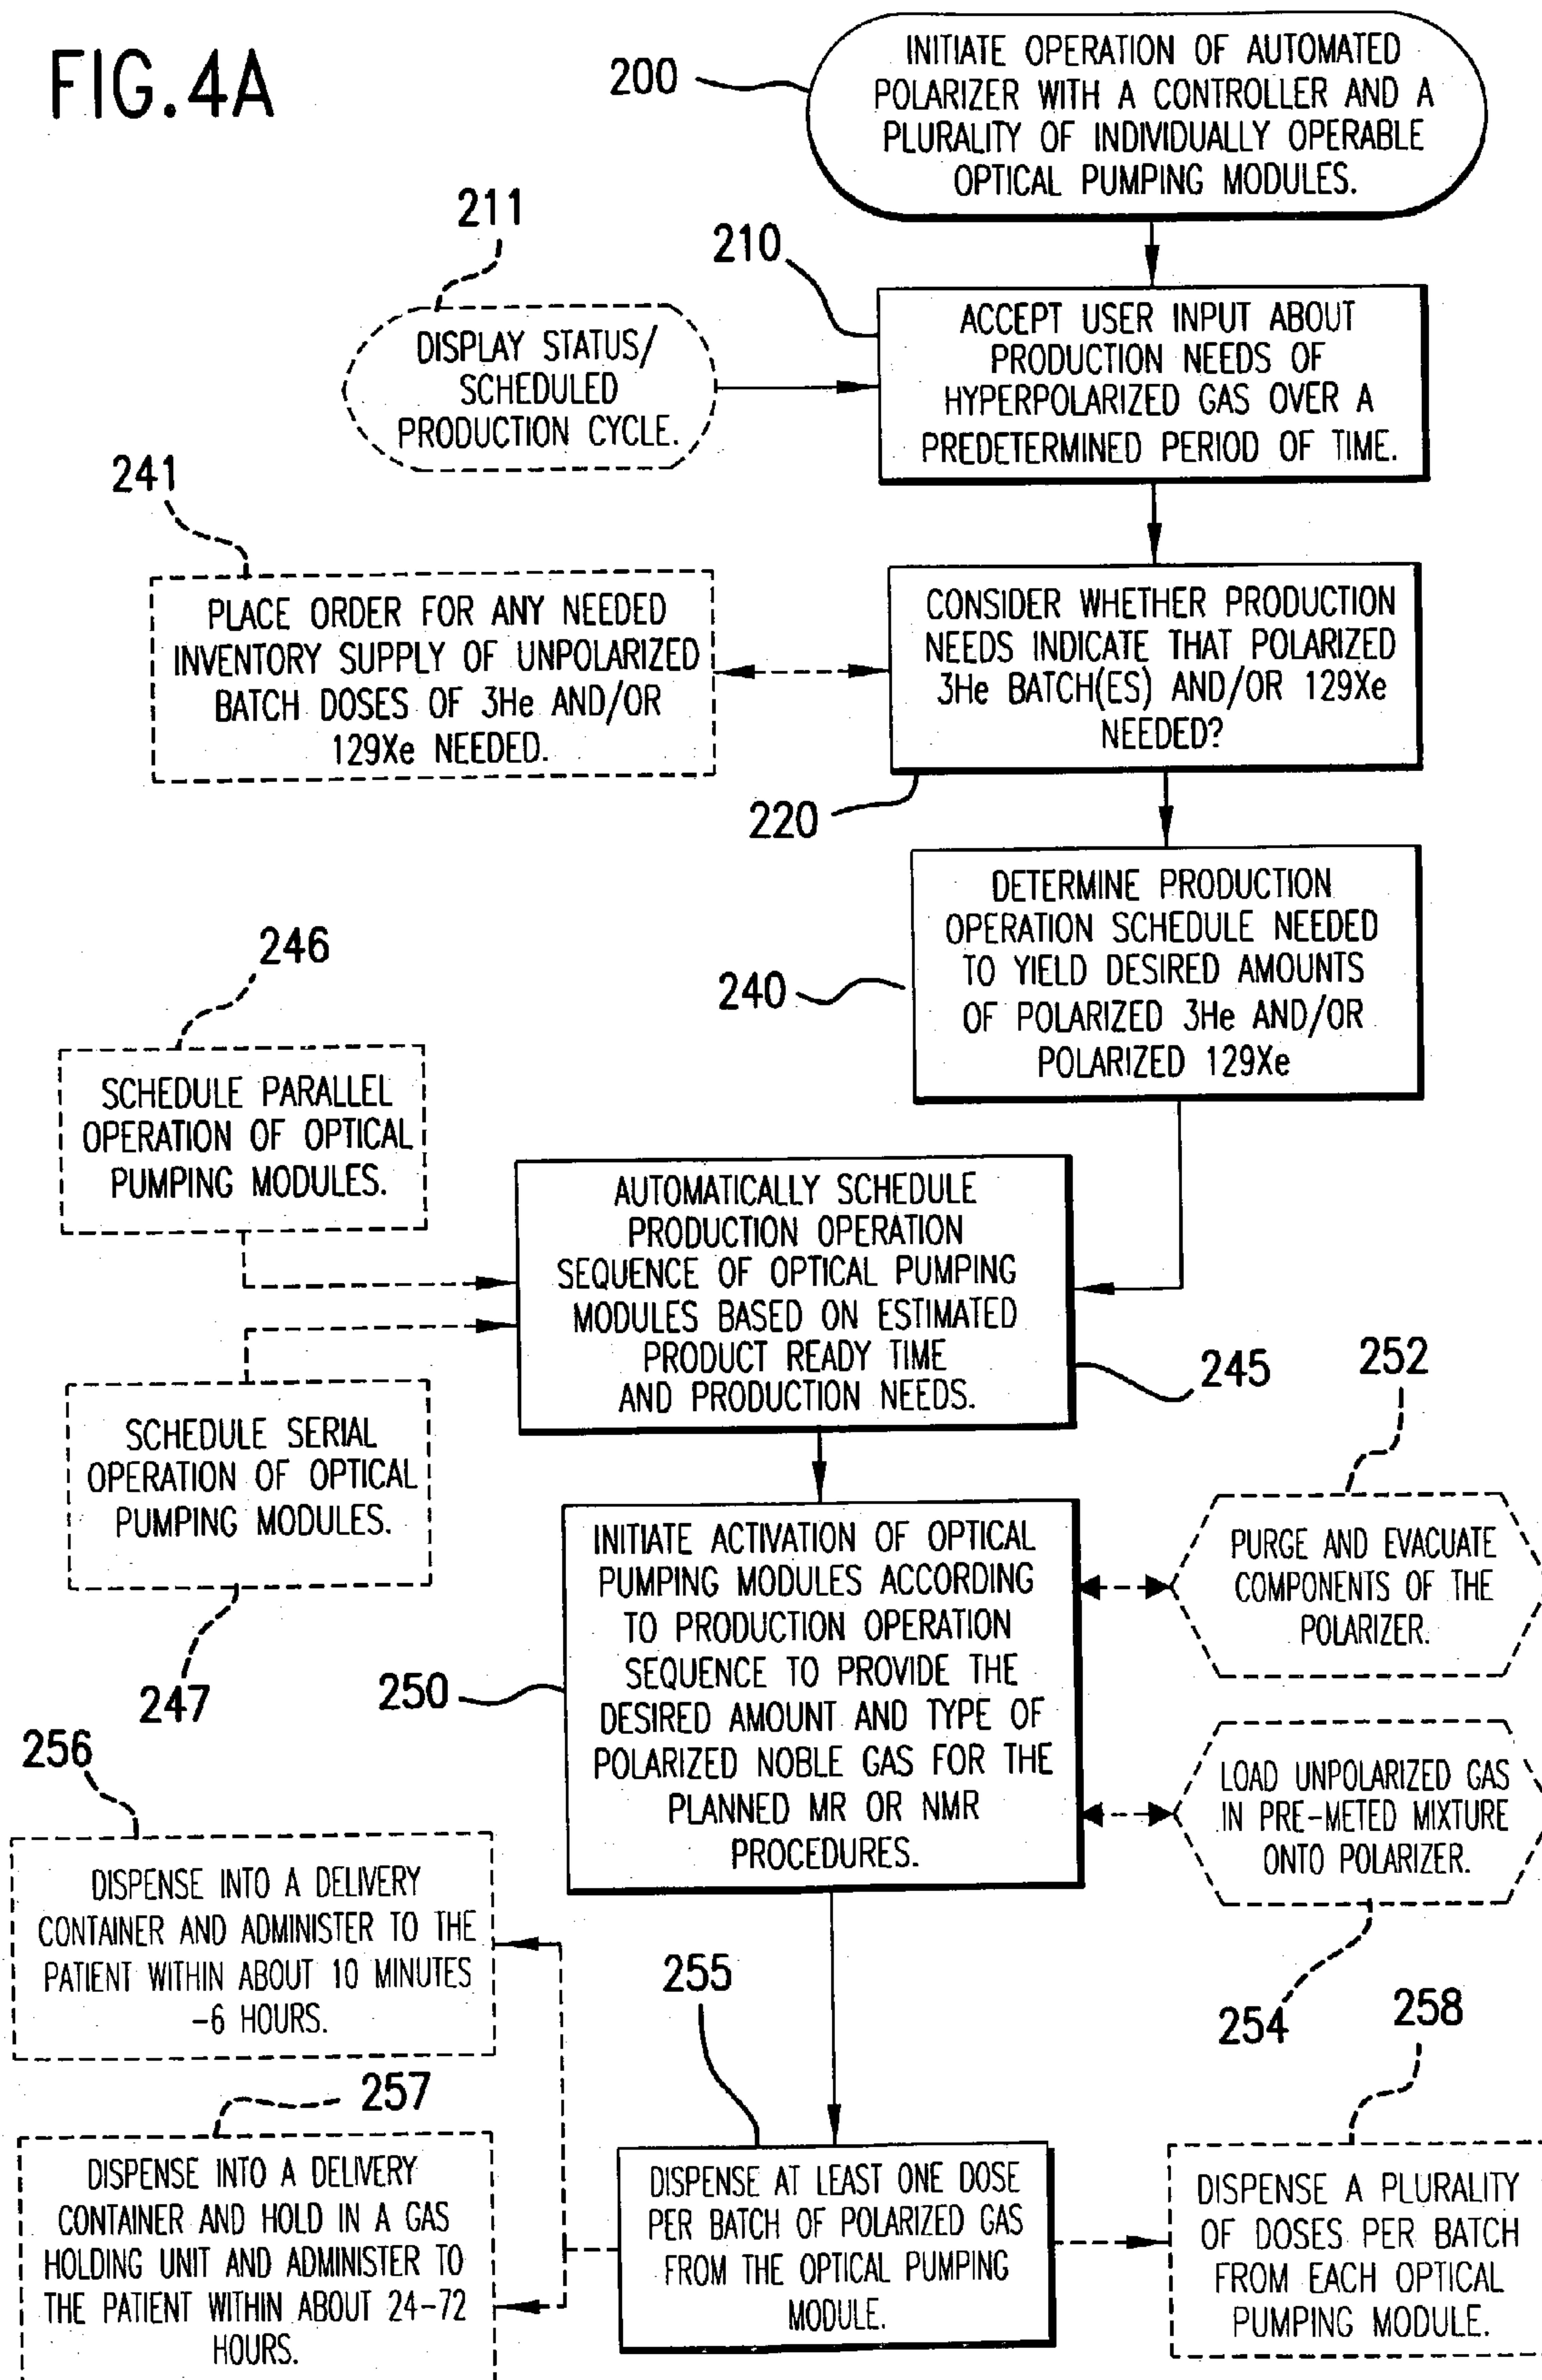 FIG.4A
200
INITIATE OPERATION OF AUTOMATED
POLARIZER WITH A CONTROLLER AND A
PLURALITY OF INDIVIDUALLY OPERABLE
OPTICAL PUMPING MODULES.
211
210
DISPLAY STATUS/
SCHEDULED
PRODUCTION CYCLE.
ACCEPT USER INPUT ABOUT
PRODUCTION NEEDS OF
HYPERPOLARIZED GAS OVER A
PREDETERMINED PERIOD OF TIME.
241
PLACE ORDER FOR ANY NEEDED
INVENTORY SUPPLY OF UNPOLARIZED
BATCH DOSES OF 3He AND/OR
129Xe NEEDED.
CONSIDER WHETHER PRODUCTION
NEEDS INDICATE THAT POLARIZED
3He BATCH(ES) AND/OR 129Xe
NEEDED?
220
240
DETERMINE PRODUCTION
OPERATION SCHEDULE NEEDED
TO YIELD DESIRED AMOUNTS
OF POLARIZED 3He AND/OR
POLARIZED 129Xe
246
SCHEDULE PARALLEL
OPERATION OF OPTICAL
PUMPING MODULES.
AUTOMATICALLY SCHEDULE
PRODUCTION OPERATION
SEQUENCE OF OPTICAL PUMPING
MODULES BASED ON ESTIMATED
PRODUCT READY TIME
AND PRODUCTION NEEDS.
245
SCHEDULE SERIAL
OPERATION OF OPTICAL
PUMPING MODULES.
247
252
250
INITIATE ACTIVATION OF OPTICAL
PUMPING MODULES ACCORDING
TO PRODUCTION OPERATION
SEQUENCE TO PROVIDE THE
DESIRED AMOUNT AND TYPE OF
POLARIZED NOBLE GAS FOR THE
PLANNED MR OR NMR
PROCEDURES.
PURGE AND EVACUATE
COMPONENTS OF THE
POLARIZER.
LOAD UNPOLARIZED GAS
IN PRE-METED MIXTURE
ONTO POLARIZER.
254
256
DISPENSE INTO A DELIVERY
CONTAINER AND ADMINISTER TO THE
PATIENT WITHIN ABOUT 10 MINUTES
-6 HOURS.
257
DISPENSE INTO A DELIVERY
CONTAINER AND HOLD IN A GAS
HOLDING UNIT AND ADMINISTER TO
THE PATIENT WITHIN ABOUT 24-72
HOURS.
255
DISPENSE AT LEAST ONE DOSE
PER BATCH OF POLARIZED GAS
FROM THE OPTICAL PUMPING
MODULE.
258
DISPENSE A PLURALITY
OF DOSES PER BATCH
FROM EACH OPTICAL
PUMPING MODULE.